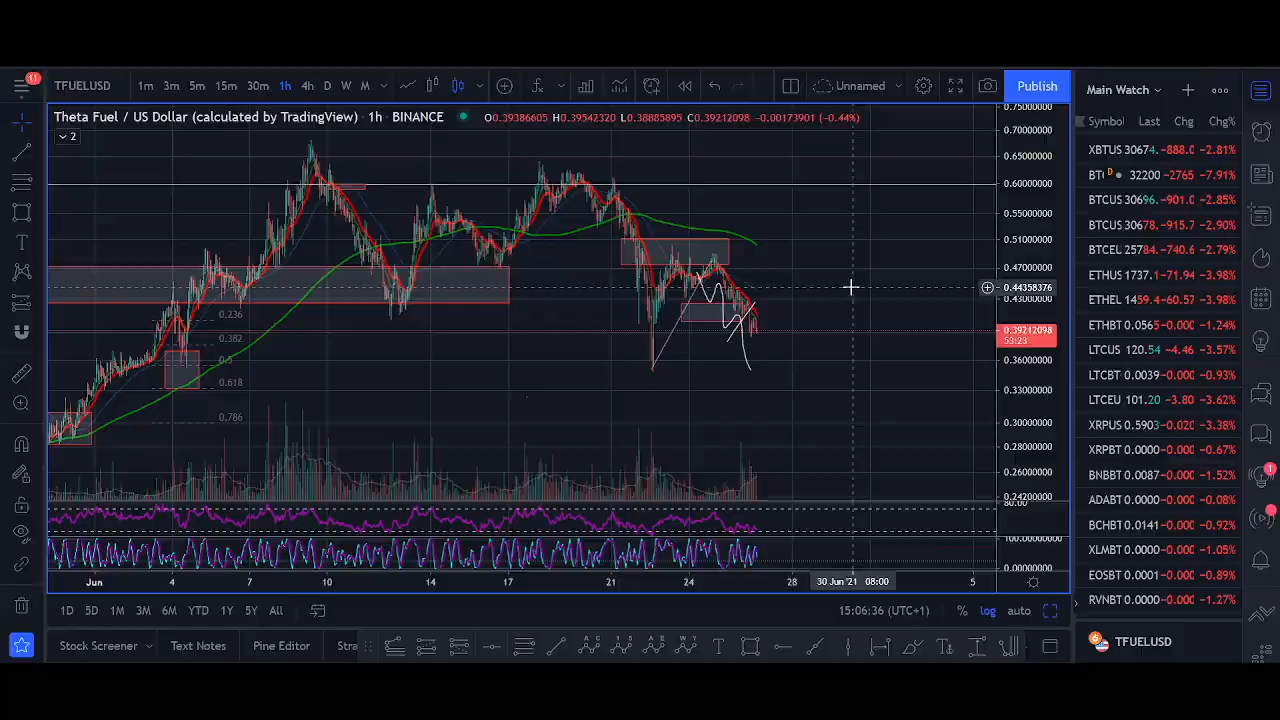 11
TFUELUSD 1m 3m 5m 15m 30m 1h 4h D W M Unnamed Publish
Main Watch
Theta Fuel / US Dollar (calculated by TradingView) 1h BINANCE O0.39386605 H0.39542320 L0.38885895 C0.39212098 −0.00173901 (−0.44%)
2
Symbol Last Chg Chg%
XBTUS 30674. -888.0 -2.81%
D 32200 -2765 -7.91%
BTCUS 30696. -901.0 -2.85%
BTCUS 30678. -915.7 -2.90%
BTCEL 25784. -740.6 -2.79%
ETHUS 1737.1 -71.94 -3.98%
ETHEL 1459.4 -60.57 -3.98%
ETHBT 0.0565 -0.000 -1.24%
LTCUS 120.54 -4.46 -3.57%
LTCBT 0.0039 -0.000 -0.93%
LTCEU 101.20 -3.80 -3.62%
XRPUS 0.5903 -0.020 -3.38%
XRPBT 0.0000 -0.000 -0.67%
BNBBT 0.0087 -0.000 -1.52%
ADABT 0.0000 -0.000 -0.08%
BCHBT 0.0141 -0.000 -0.92%
XLMBT 0.0000 -0.000 -1.05%
EOSBT 0.0001 -0.000 -0.89%
RVNBT 0.0000 -0.000 -1.27%
0.75000000
0.70000000
0.65000000
0.60000000
0.55000000
0.51000000
0.47000000
0.44358376
0.43000000
0.39212098
53:23
0.36000000
0.33000000
0.30000000
0.28000000
0.26000000
0.24200000
80.00
100.00000000
0.00000000
0.236
0.382
0.5
0.618
0.786
Jun 4 7 10 14 17 21 24 28 30 Jun '21 08:00 5
1D 5D 1M 3M 6M YTD 1Y 5Y All 15:06:36 (UTC+1) % log auto
Stock Screener Text Notes Pine Editor Stra
TFUELUSD
1